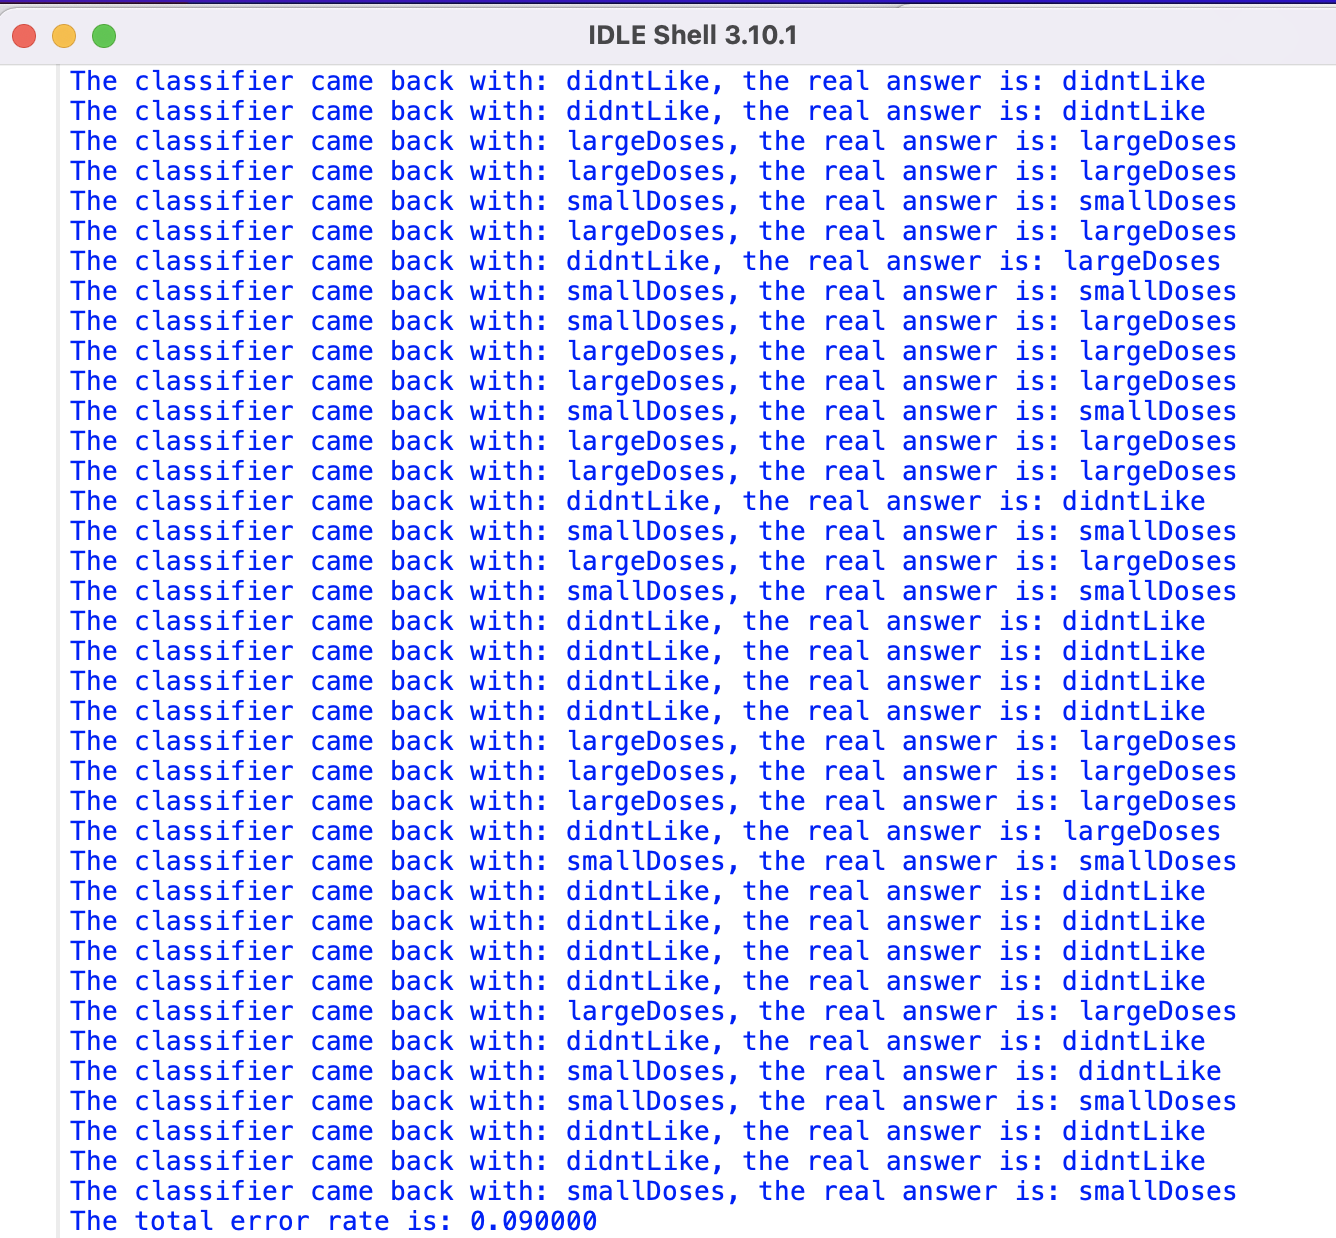 IDLE Shell 3.10.1
The classifier came back with: didntLike, the real answer is: didntLike
The classifier came back with: didntLike, the real answer is: didntLike
The classifier came back with: largeDoses, the real answer is: largeDoses
The classifier came back with: largeDoses, the real answer is: largeDoses
The classifier came back with: smallDoses, the real answer is: smallDoses
The classifier came back with: largeDoses, the real answer is: largeDoses
The classifier came back with: didntLike, the real answer is: largeDoses
The classifier came back with: smallDoses, the real answer is: smallDoses
The classifier came back with: smallDoses, the real answer is: largeDoses
The classifier came back with: largeDoses, the real answer is: largeDoses
The classifier came back with: largeDoses, the real answer is: largeDoses
The classifier came back with: smallDoses, the real answer is: smallDoses
The classifier came back with: largeDoses, the real answer is: largeDoses
The classifier came back with: largeDoses, the real answer is: largeDoses
The classifier came back with: didntLike, the real answer is: didntLike
The classifier came back with: smallDoses, the real answer is: smallDoses
The classifier came back with: largeDoses, the real answer is: largeDoses
The classifier came back with: smallDoses, the real answer is: smallDoses
The classifier came back with: didntLike, the real answer is: didntLike
The classifier came back with: didntLike, the real answer is: didntLike
The classifier came back with: didntLike, the real answer is: didntLike
The classifier came back with: didntLike, the real answer is: didntLike
The classifier came back with: largeDoses, the real answer is: largeDoses
The classifier came back with: largeDoses, the real answer is: largeDoses
The classifier came back with: largeDoses, the real answer is: largeDoses
The classifier came back with: didntLike, the real answer is: largeDoses
The classifier came back with: smallDoses, the real answer is: smallDoses
The classifier came back with: didntLike, the real answer is: didntLike
The classifier came back with: didntLike, the real answer is: didntLike
The classifier came back with: didntLike, the real answer is: didntLike
The classifier came back with: didntLike, the real answer is: didntLike
The classifier came back with: largeDoses, the real answer is: largeDoses
The classifier came back with: didntLike, the real answer is: didntLike
The classifier came back with: smallDoses, the real answer is: didntLike
The classifier came back with: smallDoses, the real answer is: smallDoses
The classifier came back with: didntLike, the real answer is: didntLike
The classifier came back with: didntLike, the real answer is: didntLike
The classifier came back with: smallDoses, the real answer is: smallDoses
The total error rate is: 0.090000